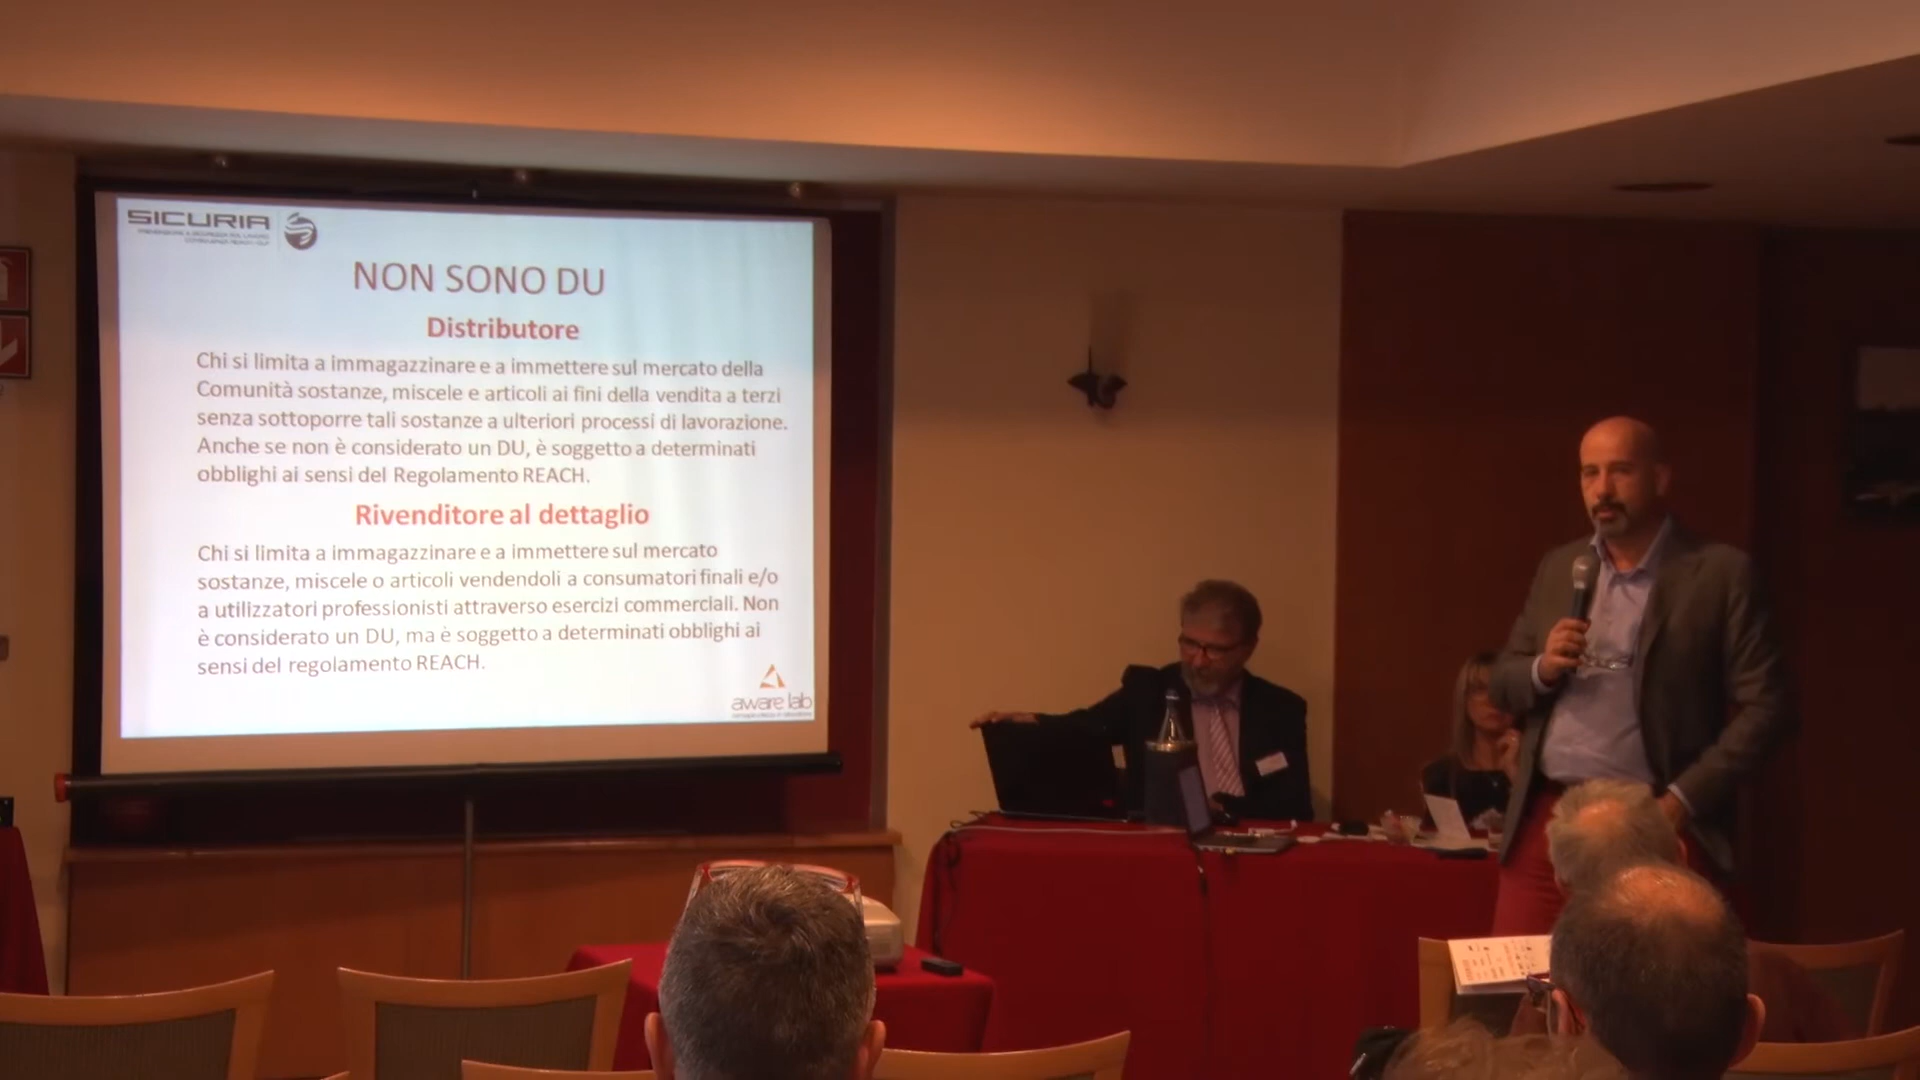 SICURIA
NON SONO DU
Distributore
Chi si limita a immagazzinare e a immettere sul mercato della
Comunità sostanze, miscele e articoli ai fini della vendita a terzi
senza sottoporre tali sostanze a ulteriori processi di lavorazione.
Anche se non è considerato un DU, è soggetto a determinati
obblighi ai sensi del Regolamento REACH.
Rivenditore al dettaglio
Chi si limita a immagazzinare e a immettere sul mercato
sostanze, miscele o articoli vendendoli a consumatori finali e/o
a utilizzatori professionisti attraverso esercizi commerciali. Non
è considerato un DU, ma è soggetto a determinati obblighi ai
sensi del regolamento REACH.
aware lab